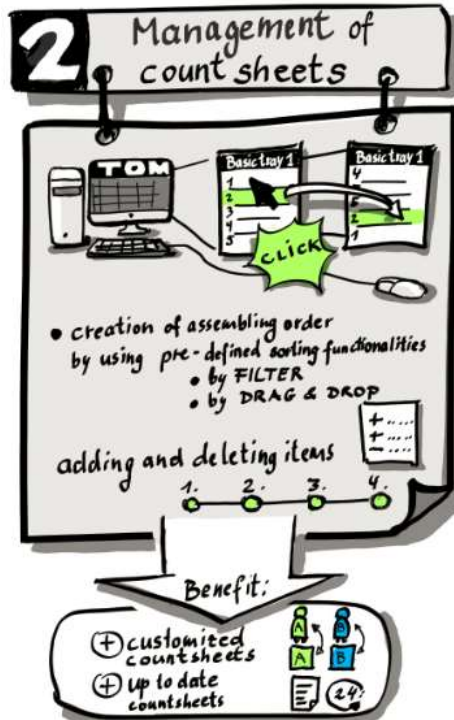 2
Management of
count sheets
TOM
Basic tray 1
1
2
3
4
5
Basic tray 1
4
5
2
1
CLICK
• creation of assembling order
by using pre-defined sorting functionalities
• by FILTER
• by DRAG & DROP
+ .....
+ .....
- .....
adding and deleting items
1. 2. 3. 4.
Benefit:
+ customized
countsheets
A B
A B
+ up to date
countsheets
24: